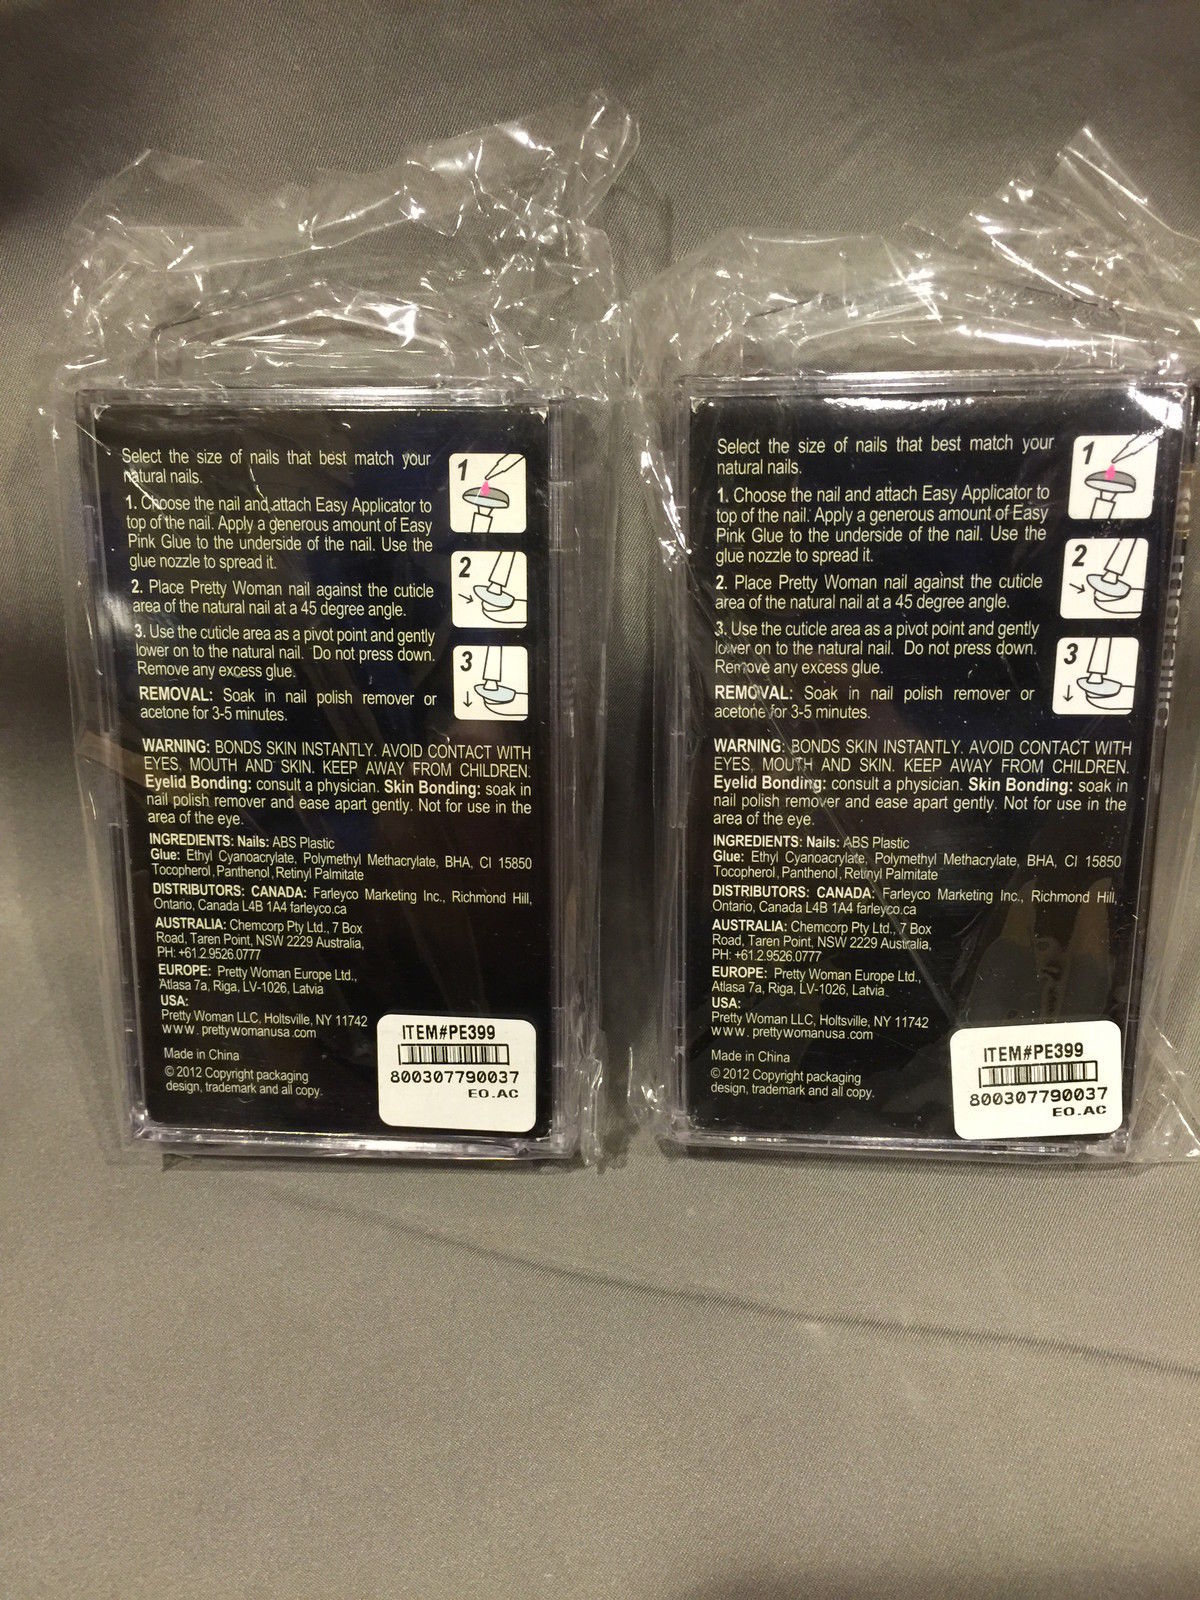 Select the size of nails that best match your
natural nails.
1. Choose the nail and attach Easy Applicator to
top of the nail. Apply a generous amount of Easy
Pink Glue to the underside of the nail. Use the
glue nozzle to spread it.
2. Place Pretty Woman nail against the cuticle
area of the natural nail at a 45 degree angle.
3. Use the cuticle area as a pivot point and gently
lower on to the natural nail. Do not press down.
Remove any excess glue.
REMOVAL: Soak in nail polish remover or
acetone for 3-5 minutes.
1
2
3
WARNING: BONDS SKIN INSTANTLY. AVOID CONTACT WITH
EYES, MOUTH AND SKIN. KEEP AWAY FROM CHILDREN.
Eyelid Bonding: consult a physician. Skin Bonding: soak in
nail polish remover and ease apart gently. Not for use in the
area of the eye.
INGREDIENTS: Nails: ABS Plastic
Glue: Ethyl Cyanoacrylate, Polymethyl Methacrylate, BHA, CI 15850
Tocopherol, Panthenol, Retinyl Palmitate
DISTRIBUTORS: CANADA: Farleyco Marketing Inc., Richmond Hill,
Ontario, Canada L4B 1A4 farleyco.ca
AUSTRALIA: Chemcorp Pty Ltd., 7 Box
Road, Taren Point, NSW 2229 Australia,
PH: +61.2.9526.0777
EUROPE: Pretty Woman Europe Ltd.,
Atlasa 7a, Riga, LV-1026, Latvia
USA:
Pretty Woman LLC, Holtsville, NY 11742
www.prettywomanusa.com
Made in China
© 2012 Copyright packaging
design, trademark and all copy.
ITEM#PE399
800307790037
EO.AC
Select the size of nails that best match your
natural nails.
1. Choose the nail and attach Easy Applicator to
top of the nail. Apply a generous amount of Easy
Pink Glue to the underside of the nail. Use the
glue nozzle to spread it.
2. Place Pretty Woman nail against the cuticle
area of the natural nail at a 45 degree angle.
3. Use the cuticle area as a pivot point and gently
lower on to the natural nail. Do not press down.
Remove any excess glue.
REMOVAL: Soak in nail polish remover or
acetone for 3-5 minutes.
1
2
3
WARNING: BONDS SKIN INSTANTLY. AVOID CONTACT WITH
EYES, MOUTH AND SKIN. KEEP AWAY FROM CHILDREN.
Eyelid Bonding: consult a physician. Skin Bonding: soak in
nail polish remover and ease apart gently. Not for use in the
area of the eye.
INGREDIENTS: Nails: ABS Plastic
Glue: Ethyl Cyanoacrylate, Polymethyl Methacrylate, BHA, CI 15850
Tocopherol, Panthenol, Retinyl Palmitate
DISTRIBUTORS: CANADA: Farleyco Marketing Inc., Richmond Hill,
Ontario, Canada L4B 1A4 farleyco.ca
AUSTRALIA: Chemcorp Pty Ltd., 7 Box
Road, Taren Point, NSW 2229 Australia,
PH: +61.2.9526.0777
EUROPE: Pretty Woman Europe Ltd.,
Atlasa 7a, Riga, LV-1026, Latvia
USA:
Pretty Woman LLC, Holtsville, NY 11742
www.prettywomanusa.com
Made in China
© 2012 Copyright packaging
design, trademark and all copy.
ITEM#PE399
800307790037
EO.AC